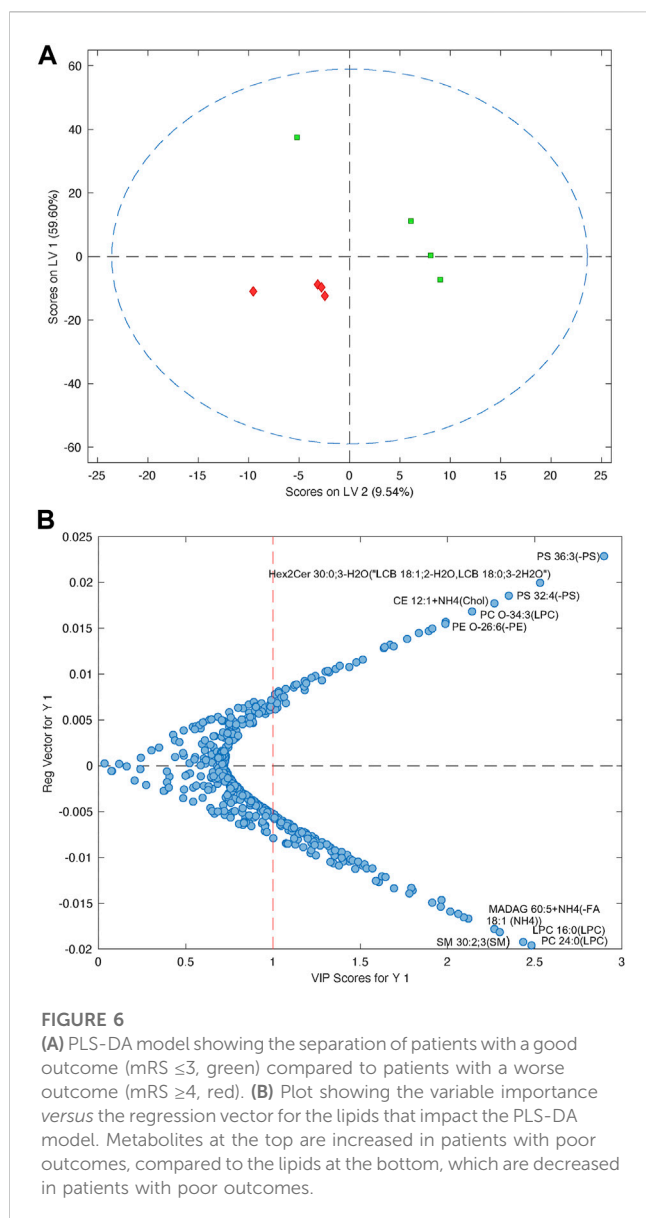 A
60
40
20
0
-20
-40
-60
Scores on LV 1 (59.60%)
-25 -20 -15 -10 -5 0 5 10 15 20 25
Scores on LV 2 (9.54%)
B
0.025
0.02
0.015
0.01
0.005
0
-0.005
-0.01
-0.015
-0.02
Reg Vector for Y 1
PS 36:3(-PS)
Hex2Cer 30:0;3-H2O("LCB 18:1;2-H2O,LCB 18:0;3-2H2O")
PS 32:4(-PS)
CE 12:1+NH4(Chol)
PC O-34:3(LPC)
PE O-26:6(-PE)
MADAG 60:5+NH4(-FA
18:1 (NH4))
LPC 16:0(LPC)
SM 30:2;3(SM)
PC 24:0(LPC)
0 0.5 1 1.5 2 2.5 3
VIP Scores for Y 1
FIGURE 6
(A) PLS-DA model showing the separation of patients with a good
outcome (mRS ≤3, green) compared to patients with a worse
outcome (mRS ≥4, red). (B) Plot showing the variable importance
versus the regression vector for the lipids that impact the PLS-DA
model. Metabolites at the top are increased in patients with poor
outcomes, compared to the lipids at the bottom, which are decreased
in patients with poor outcomes.